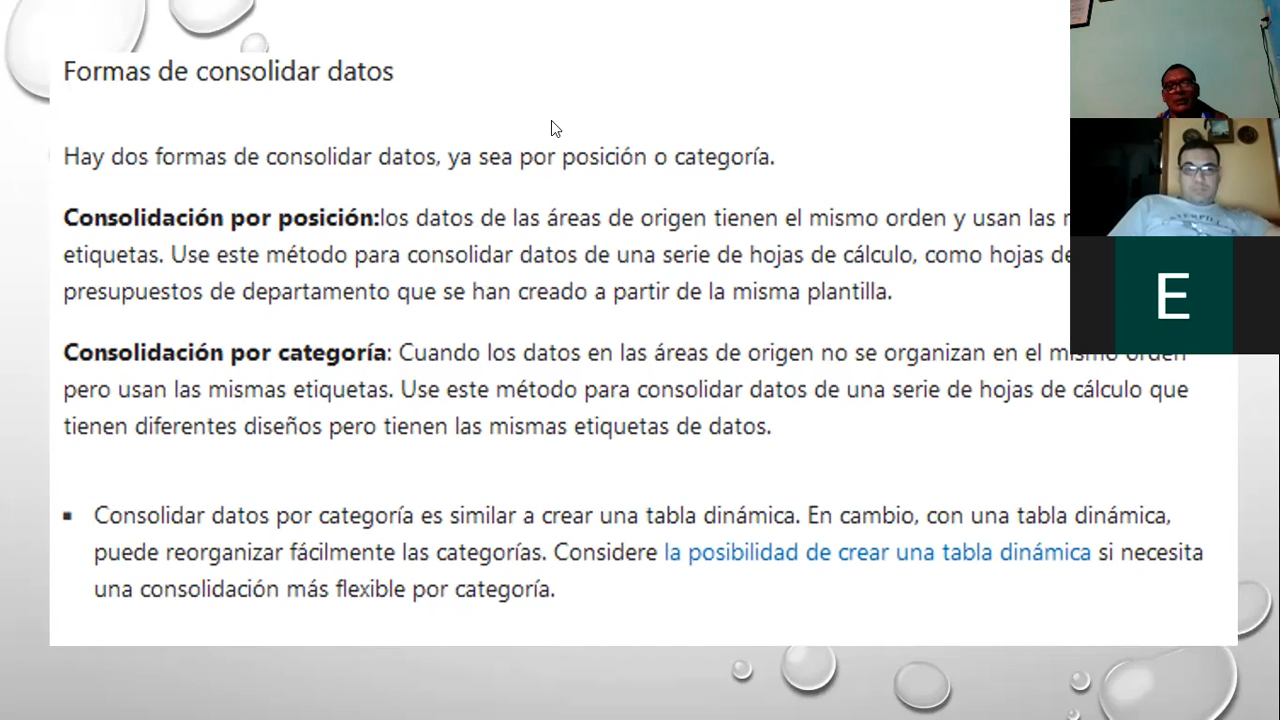 Formas de consolidar datos
Hay dos formas de consolidar datos, ya sea por posición o categoría.
Consolidación por posición:los datos de las áreas de origen tienen el mismo orden y usan las
etiquetas. Use este método para consolidar datos de una serie de hojas de cálculo, como hojas de
presupuestos de departamento que se han creado a partir de la misma plantilla.
Consolidación por categoría: Cuando los datos en las áreas de origen no se organizan en el mismo orden
pero usan las mismas etiquetas. Use este método para consolidar datos de una serie de hojas de cálculo que
tienen diferentes diseños pero tienen las mismas etiquetas de datos.
▪ Consolidar datos por categoría es similar a crear una tabla dinámica. En cambio, con una tabla dinámica,
puede reorganizar fácilmente las categorías. Considere la posibilidad de crear una tabla dinámica si necesita
una consolidación más flexible por categoría.
E